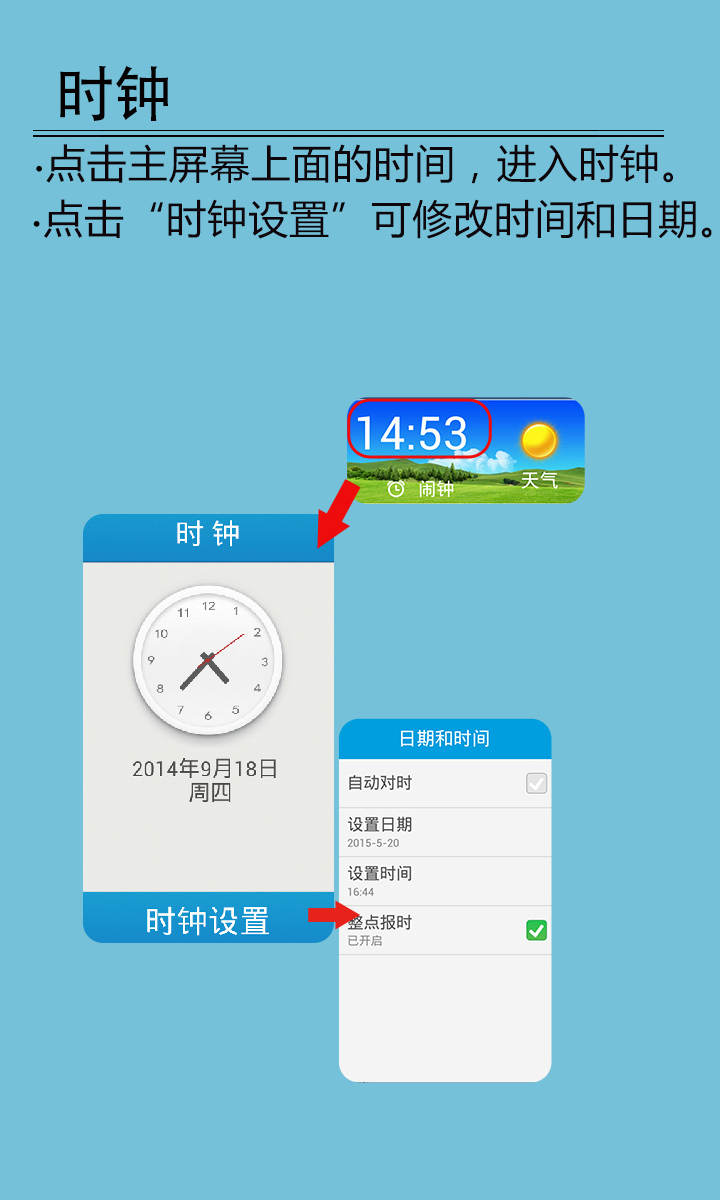 时钟
·点击主屏幕上面的时间，进入时钟。
·点击“时钟设置”可修改时间和日期。
14:53
天气
闹钟
时 钟
12
11 1
10 2
9 3
8 4
7 5
6
2014年9月18日
周四
时钟设置
日期和时间
自动对时
设置日期
2015-5-20
设置时间
16:44
整点报时
已开启